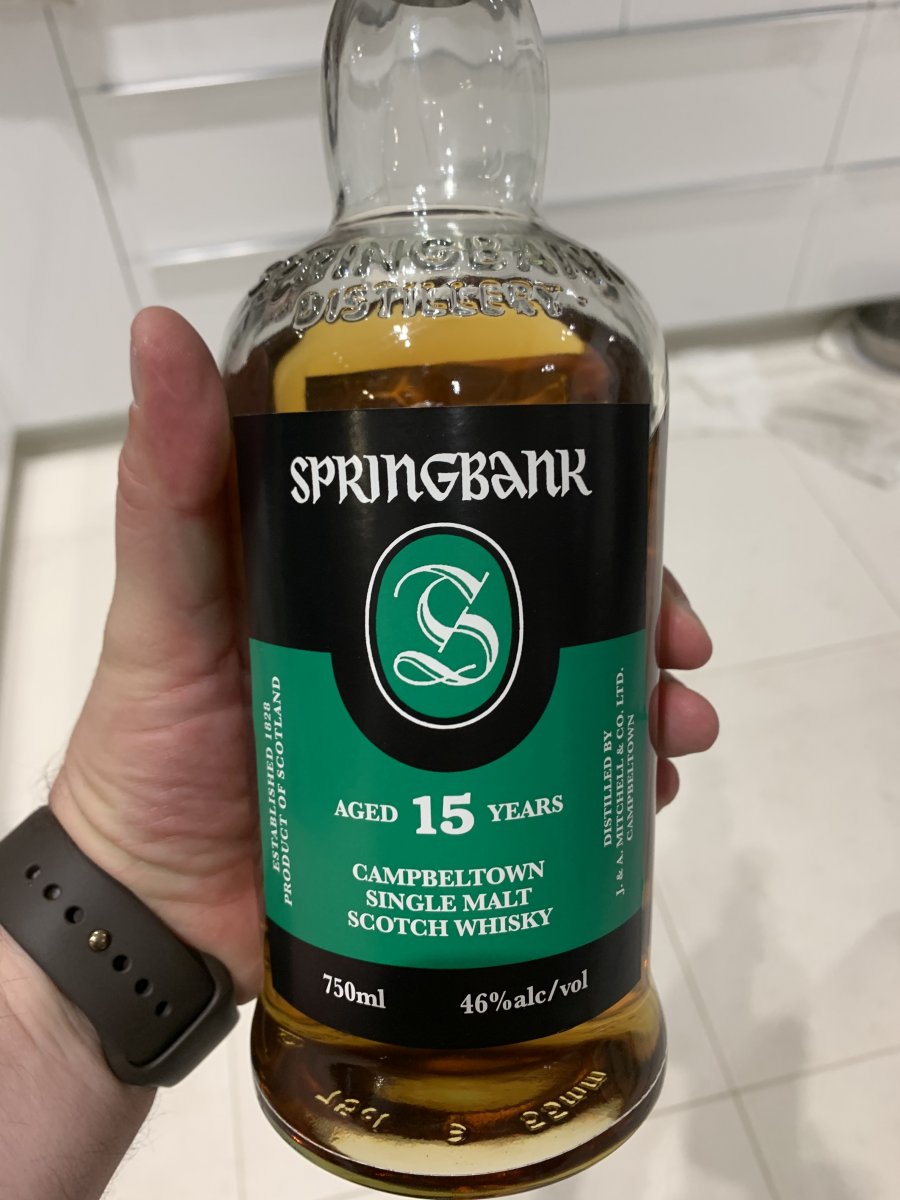 SPRINGBANK
DISTILLERY
SPRINGBANK
S
ESTABLISHED 1828
PRODUCT OF SCOTLAND
AGED 15 YEARS
CAMPBELTOWN
SINGLE MALT
SCOTCH WHISKY
DISTILLED BY
J. & A. MITCHELL & CO. LTD.
CAMPBELTOWN
750ml 46%alc/vol